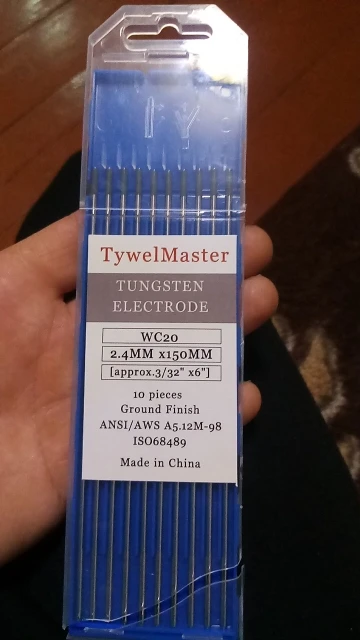 TywelMaster
TUNGSTEN
ELECTRODE
WC20
2.4MM x150MM
[approx.3/32" x6"]
10 pieces
Ground Finish
ANSI/AWS A5.12M-98
ISO68489
Made in China